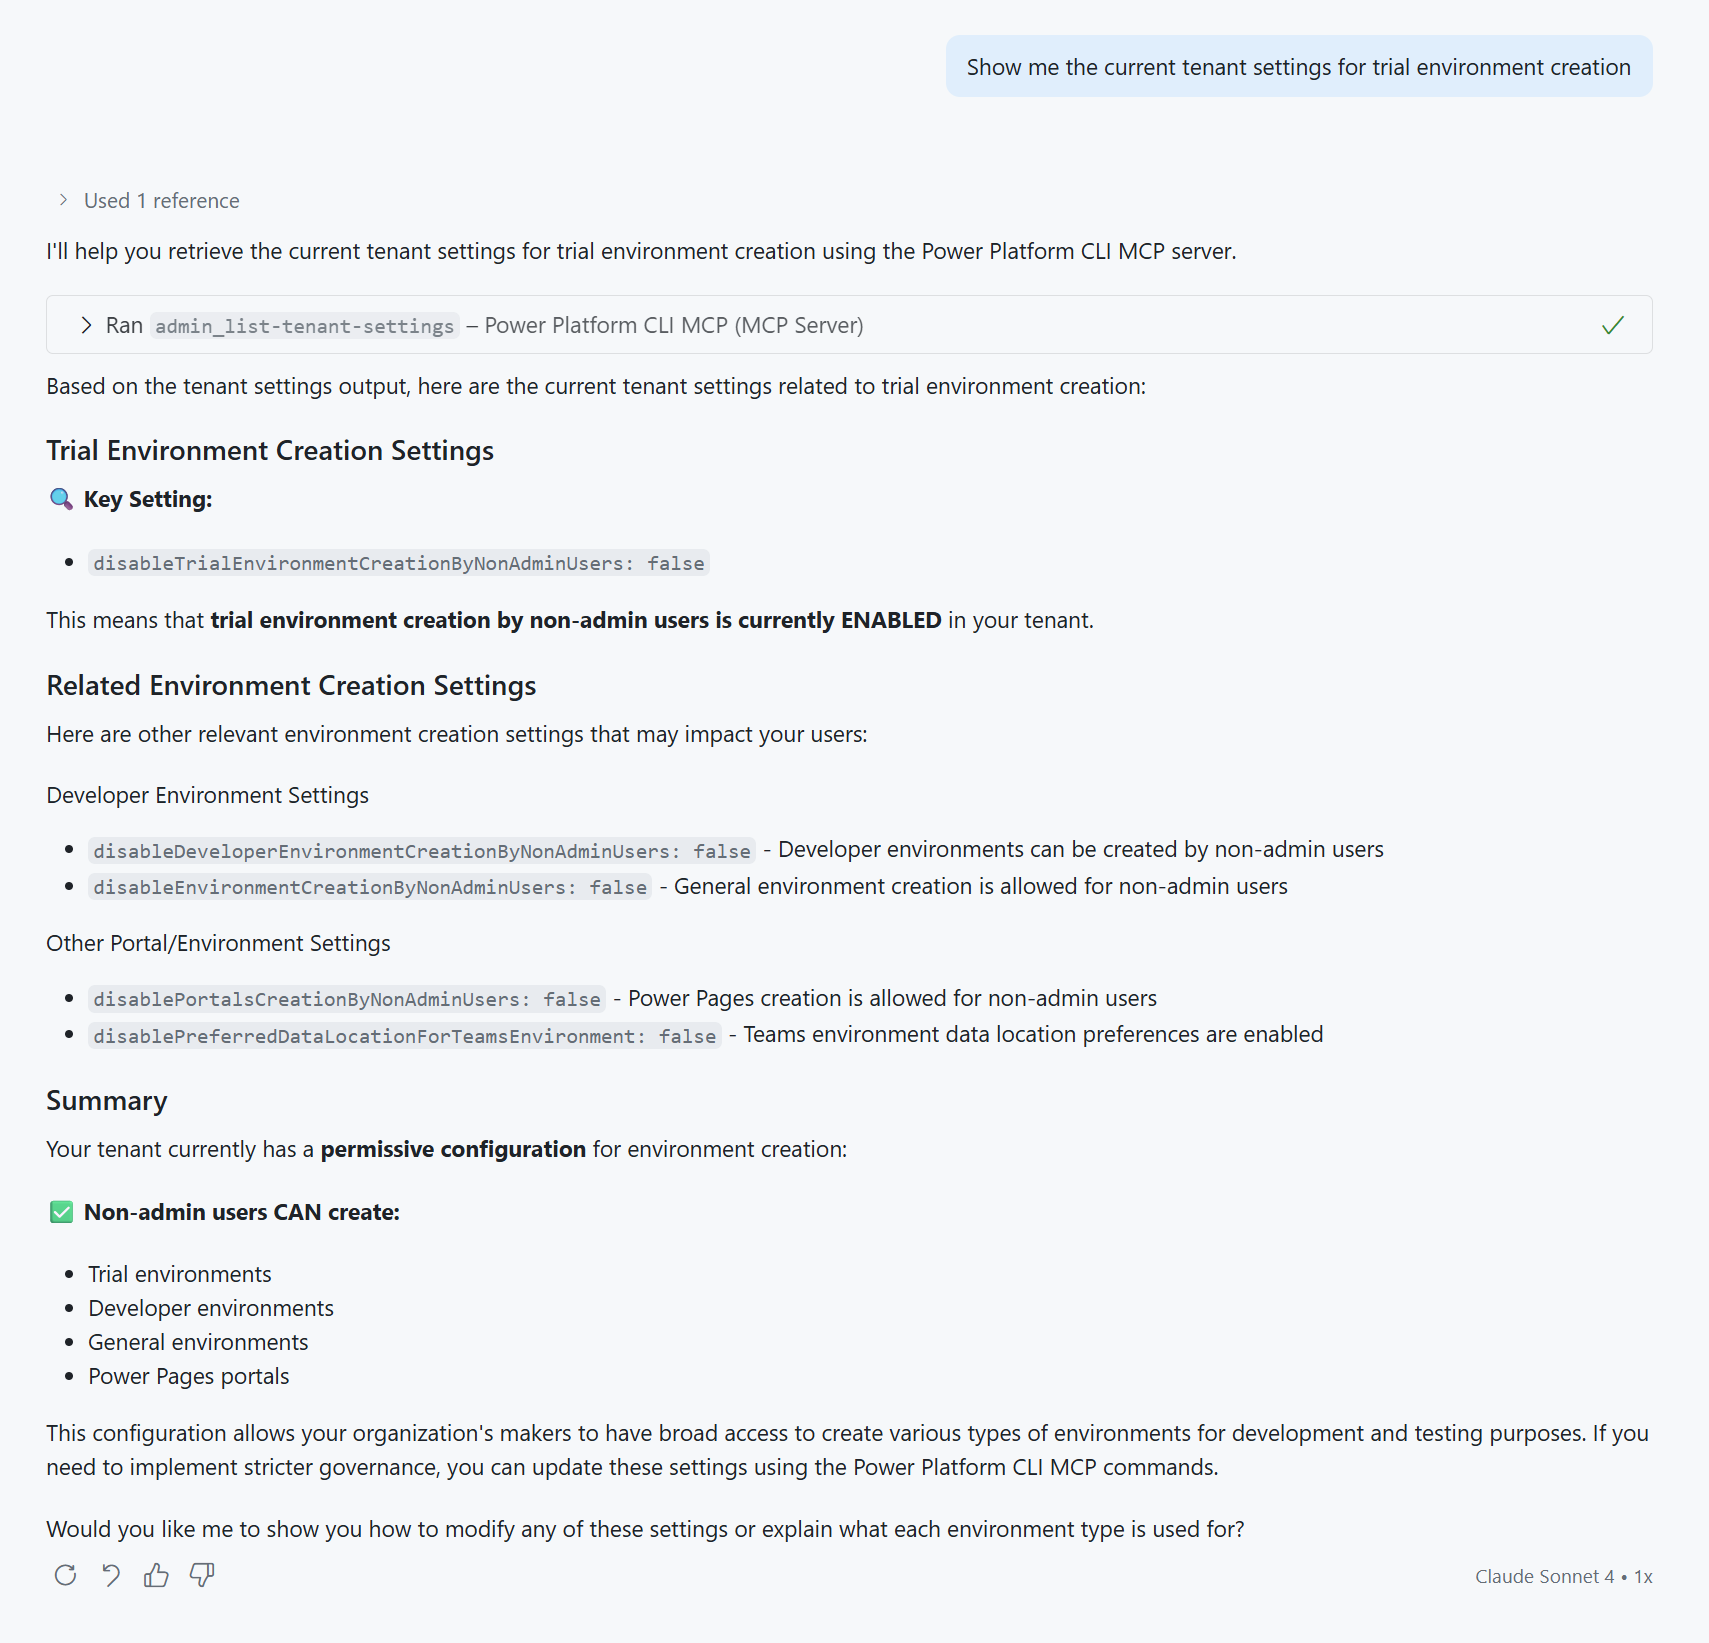 Show me the current tenant settings for trial environment creation
Used 1 reference
I'll help you retrieve the current tenant settings for trial environment creation using the Power Platform CLI MCP server.
Ran admin_list-tenant-settings – Power Platform CLI MCP (MCP Server)
Based on the tenant settings output, here are the current tenant settings related to trial environment creation:
Trial Environment Creation Settings
🔍 Key Setting:
• disableTrialEnvironmentCreationByNonAdminUsers: false
This means that trial environment creation by non-admin users is currently ENABLED in your tenant.
Related Environment Creation Settings
Here are other relevant environment creation settings that may impact your users:
Developer Environment Settings
• disableDeveloperEnvironmentCreationByNonAdminUsers: false - Developer environments can be created by non-admin users
• disableEnvironmentCreationByNonAdminUsers: false - General environment creation is allowed for non-admin users
Other Portal/Environment Settings
• disablePortalsCreationByNonAdminUsers: false - Power Pages creation is allowed for non-admin users
• disablePreferredDataLocationForTeamsEnvironment: false - Teams environment data location preferences are enabled
Summary
Your tenant currently has a permissive configuration for environment creation:
✅ Non-admin users CAN create:
• Trial environments
• Developer environments
• General environments
• Power Pages portals
This configuration allows your organization's makers to have broad access to create various types of environments for development and testing purposes. If you
need to implement stricter governance, you can update these settings using the Power Platform CLI MCP commands.
Would you like me to show you how to modify any of these settings or explain what each environment type is used for?
Claude Sonnet 4 • 1x